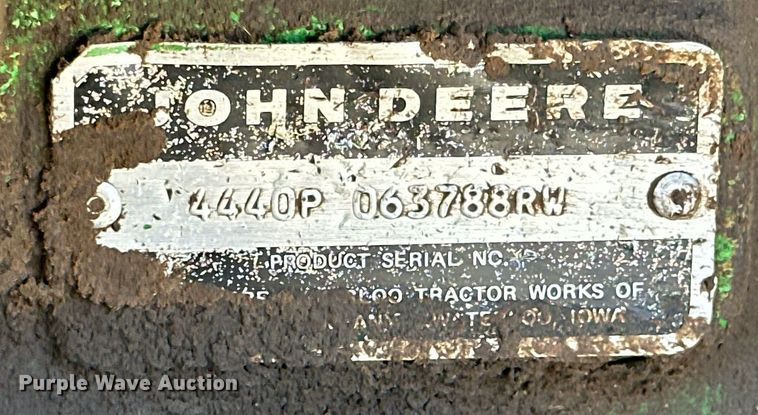 JOHN DEERE
4440P 063788RW
PRODUCT SERIAL NO.
TRACTOR WORKS OF
IOWA
Purple Wave Auction